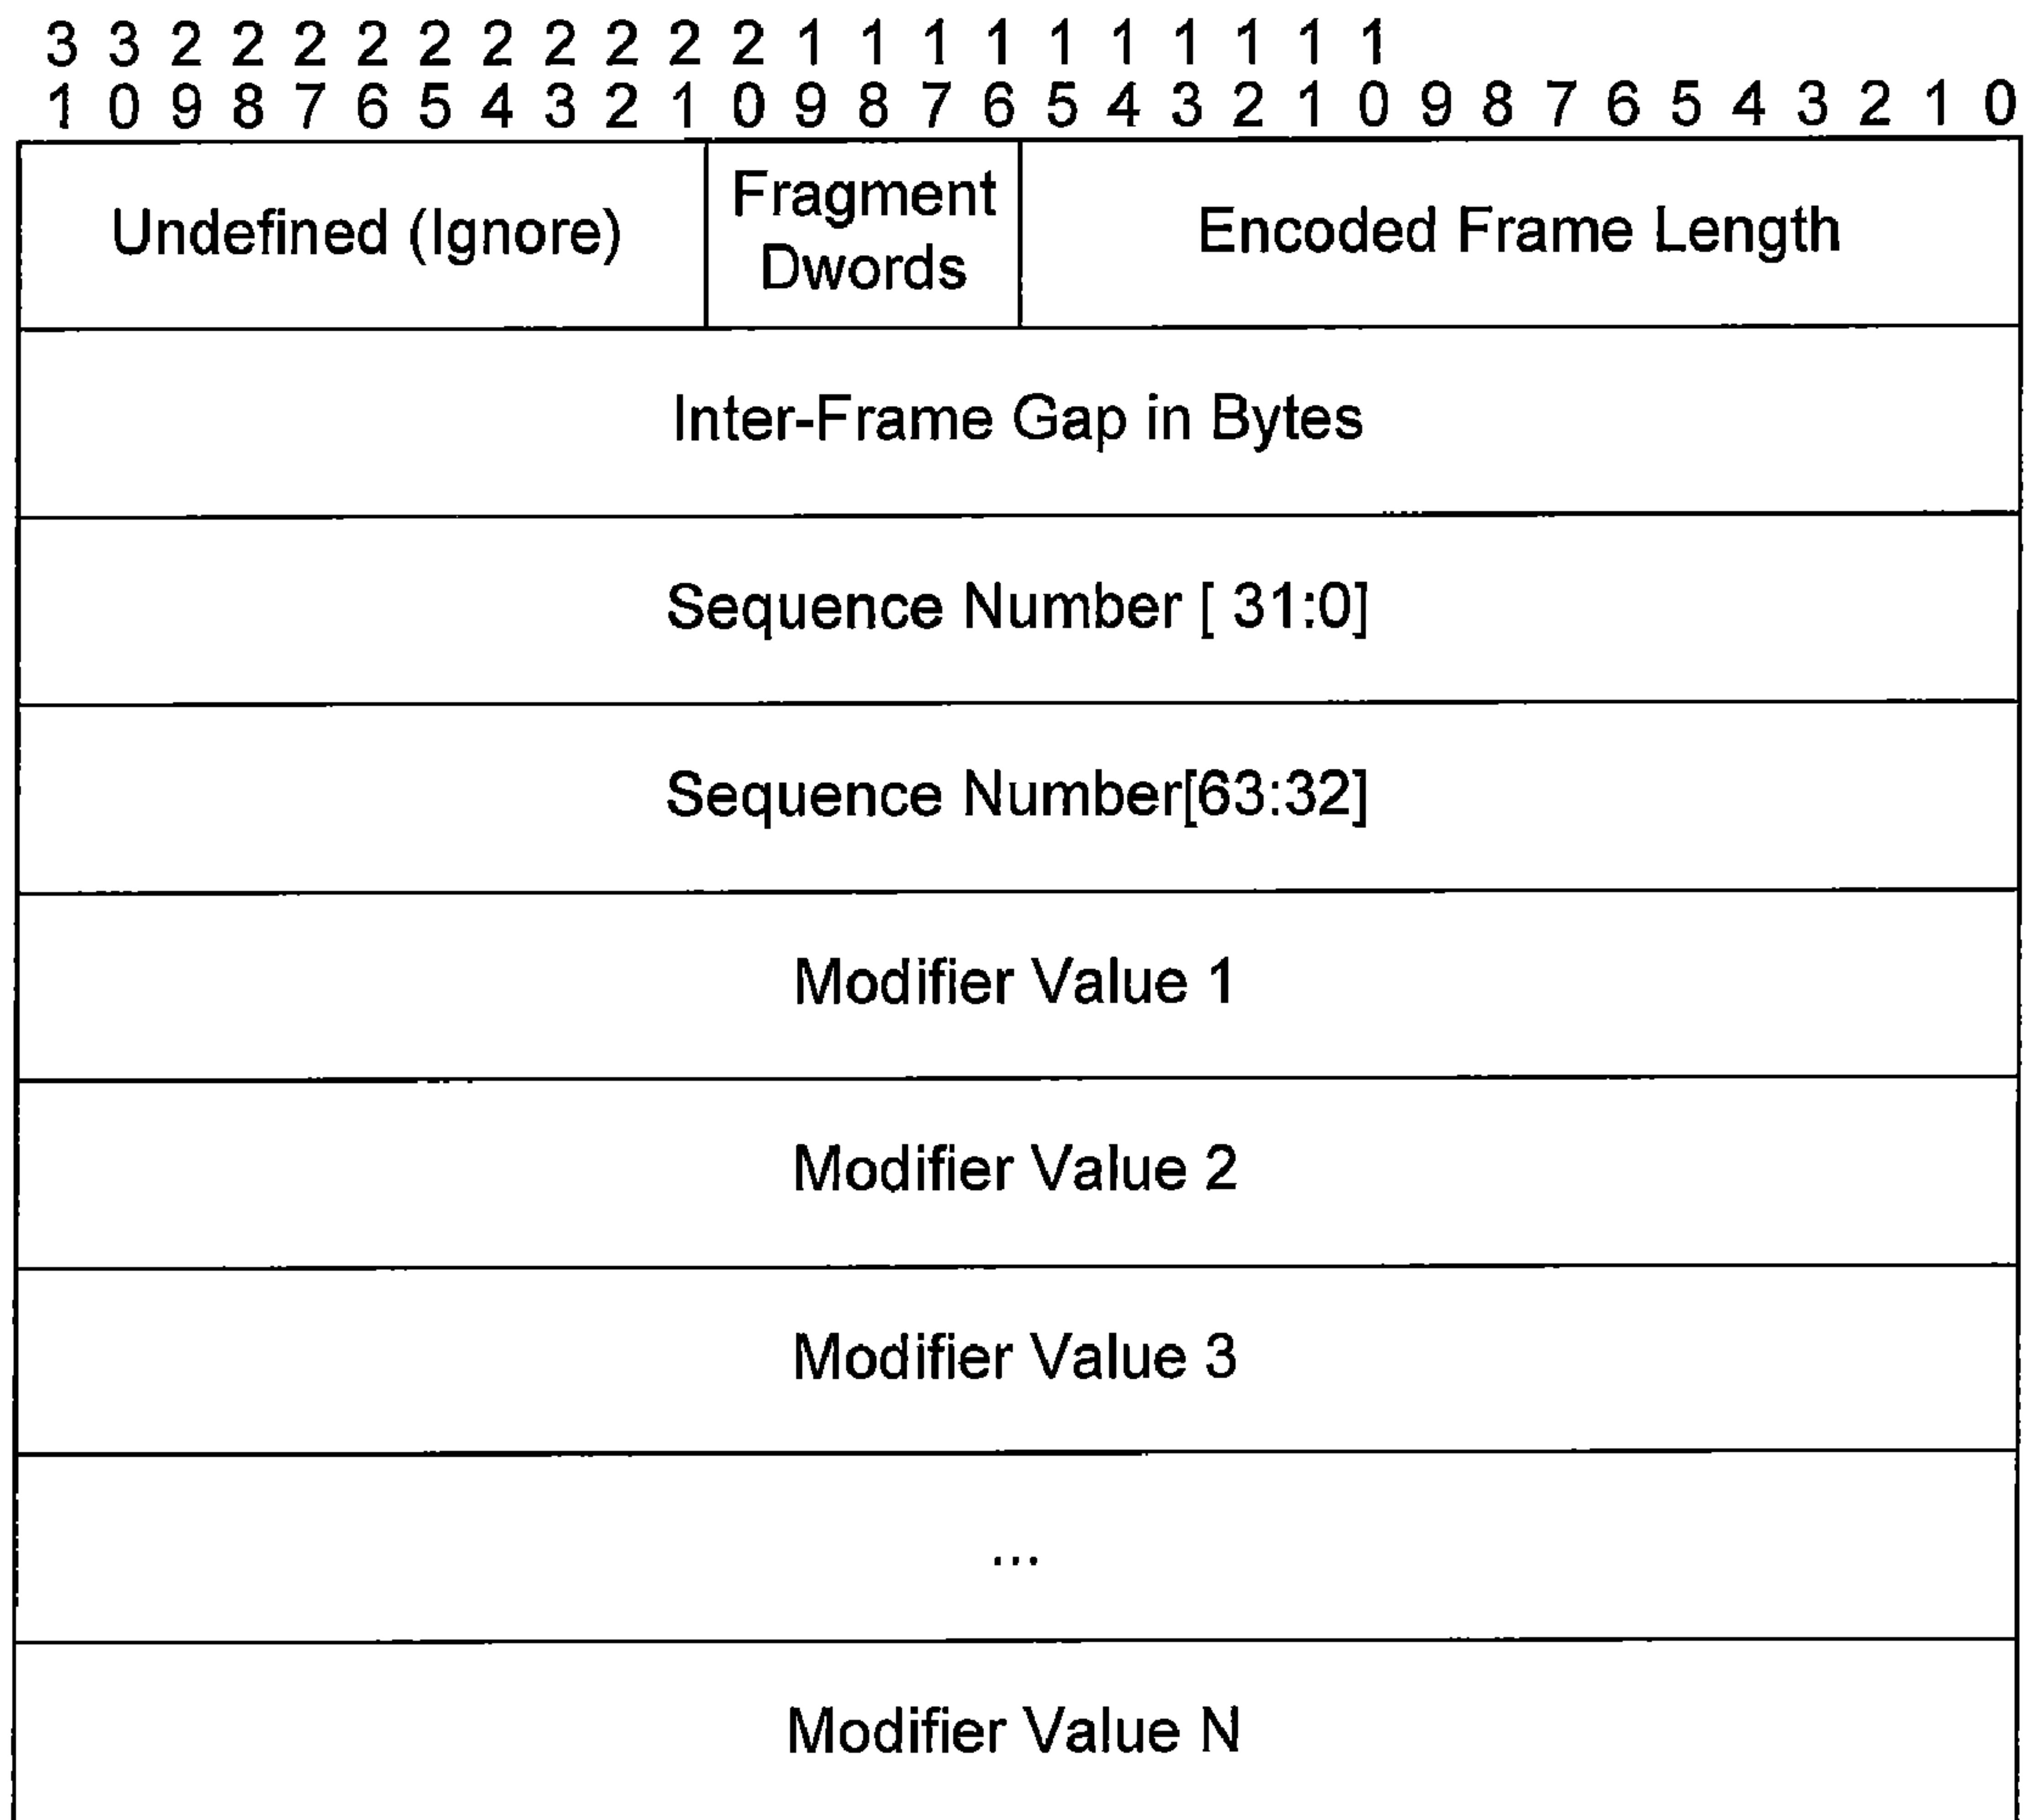 3 3 2 2 2 2 2 2 2 2 2 2 1 1 1 1 1 1 1 1 1 1
1 0 9 8 7 6 5 4 3 2 1 0 9 8 7 6 5 4 3 2 1 0 9 8 7 6 5 4 3 2 1 0
Undefined (Ignore)
Fragment
Dwords
Encoded Frame Length
Inter-Frame Gap in Bytes
Sequence Number [ 31:0]
Sequence Number[63:32]
Modifier Value 1
Modifier Value 2
Modifier Value 3
...
Modifier Value N